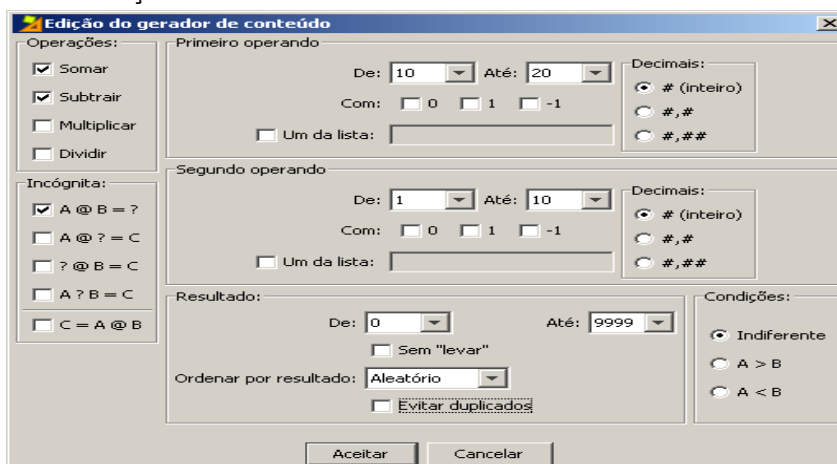 Edição do gerador de conteúdo
Operações:
Somar
Subtrair
Multiplicar
Dividir
Incógnita:
A @ B = ?
A @ ? = C
? @ B = C
A ? B = C
C = A @ B
Primeiro operando
De: 10 Até: 20
Com: 0 1 -1
Um da lista:
Decimais:
# (inteiro)
#,#
#,##
Segundo operando
De: 1 Até: 10
Com: 0 1 -1
Um da lista:
Decimais:
# (inteiro)
#,#
#,##
Resultado:
De: 0 Até: 9999
Sem "levar"
Ordenar por resultado: Aleatório
Evitar duplicados
Condições:
Indiferente
A > B
A < B
Aceitar Cancelar